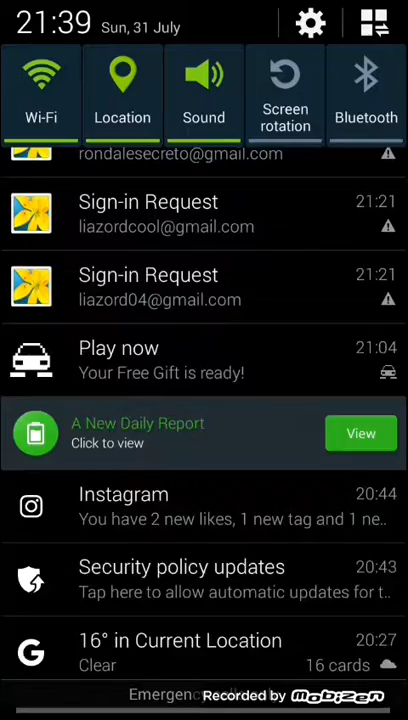 21:39 Sun, 31 July
Wi-Fi
Location
Sound
Screen
rotation
Bluetooth
rondalesecreto@gmail.com
Sign-in Request 21:21
liazordcool@gmail.com
Sign-in Request 21:21
liazord04@gmail.com
Play now 21:04
Your Free Gift is ready!
A New Daily Report
Click to view
View
Instagram 20:44
You have 2 new likes, 1 new tag and 1 ne..
Security policy updates 20:43
Tap here to allow automatic updates for t..
16° in Current Location 20:27
Clear 16 cards
Emergency
Recorded by Mobizen